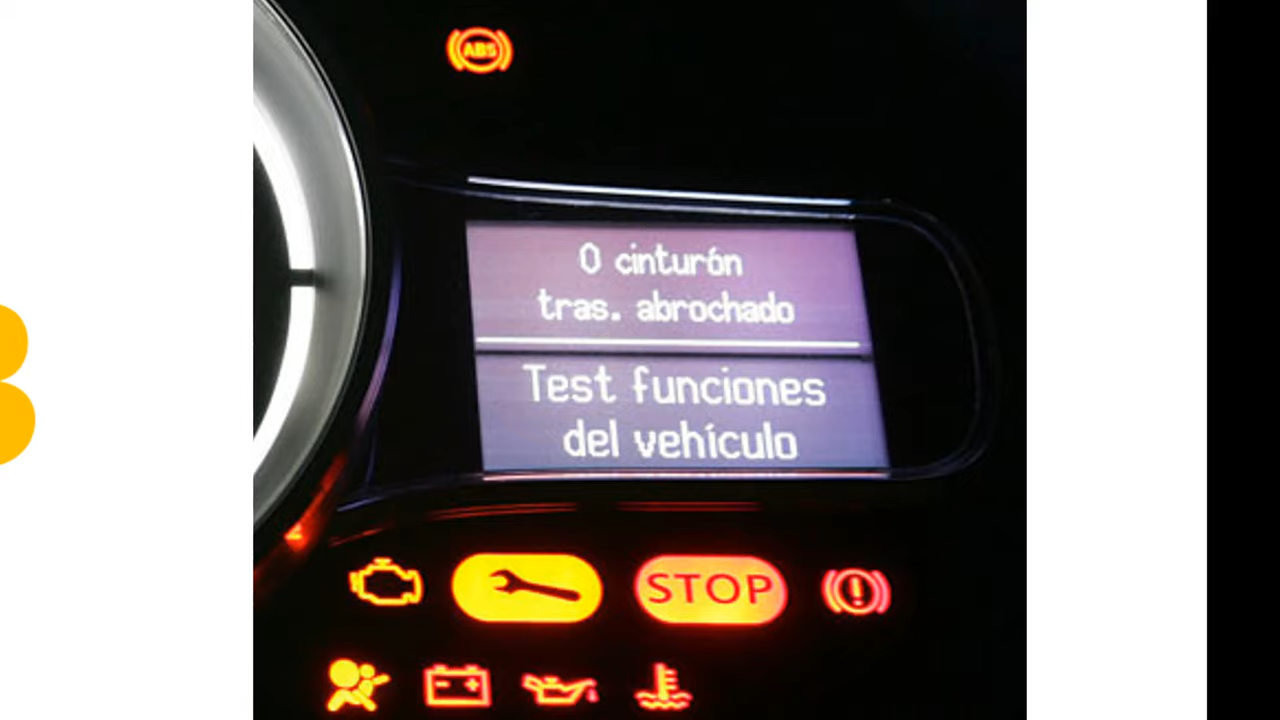 ABS
0 cinturón
tras. abrochado
Test funciones
del vehículo
STOP